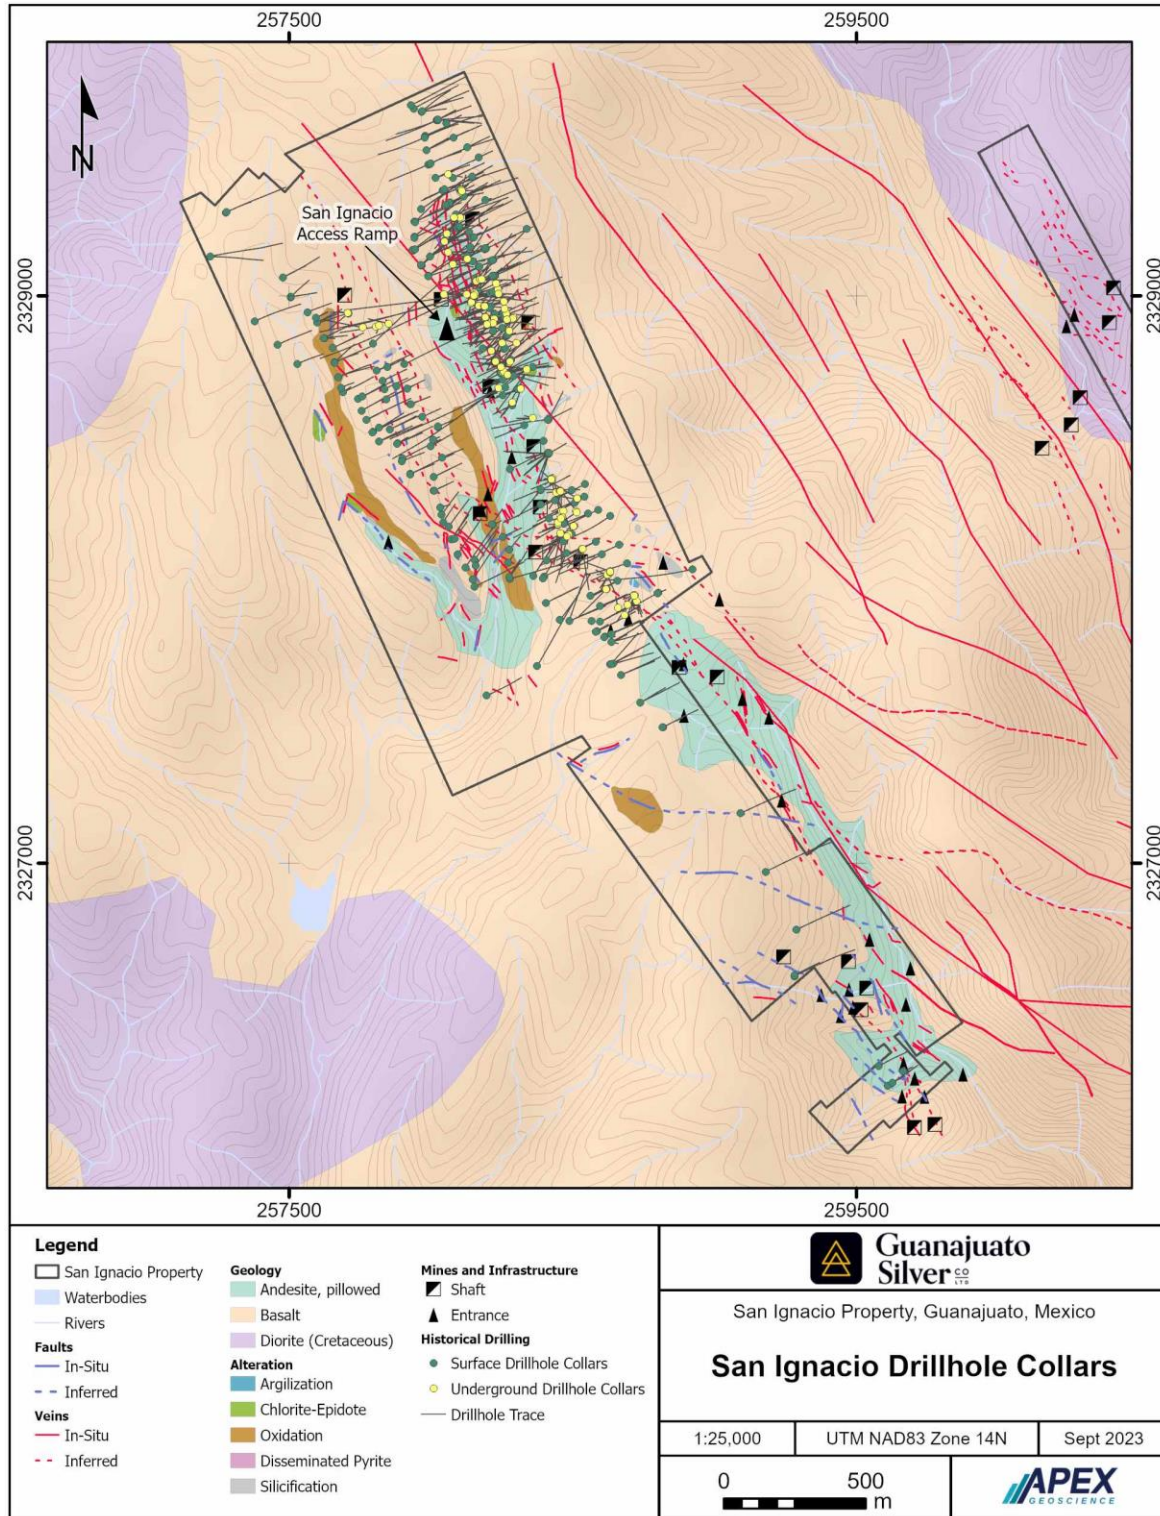 257500
259500
N
San Ignacio
Access Ramp
2329000
2329000
2327000
2327000
257500
259500
Legend
San Ignacio Property
Waterbodies
Rivers
Faults
In-Situ
Inferred
Veins
In-Situ
Inferred
Geology
Andesite, pillowed
Basalt
Diorite (Cretaceous)
Alteration
Argilization
Chlorite-Epidote
Oxidation
Disseminated Pyrite
Silicification
Mines and Infrastructure
Shaft
Entrance
Historical Drilling
Surface Drillhole Collars
Underground Drillhole Collars
Drillhole Trace
Guanajuato
Silver CO LTD
San Ignacio Property, Guanajuato, Mexico
San Ignacio Drillhole Collars
1:25,000
UTM NAD83 Zone 14N
Sept 2023
0 500
m
APEX
GEOSCIENCE